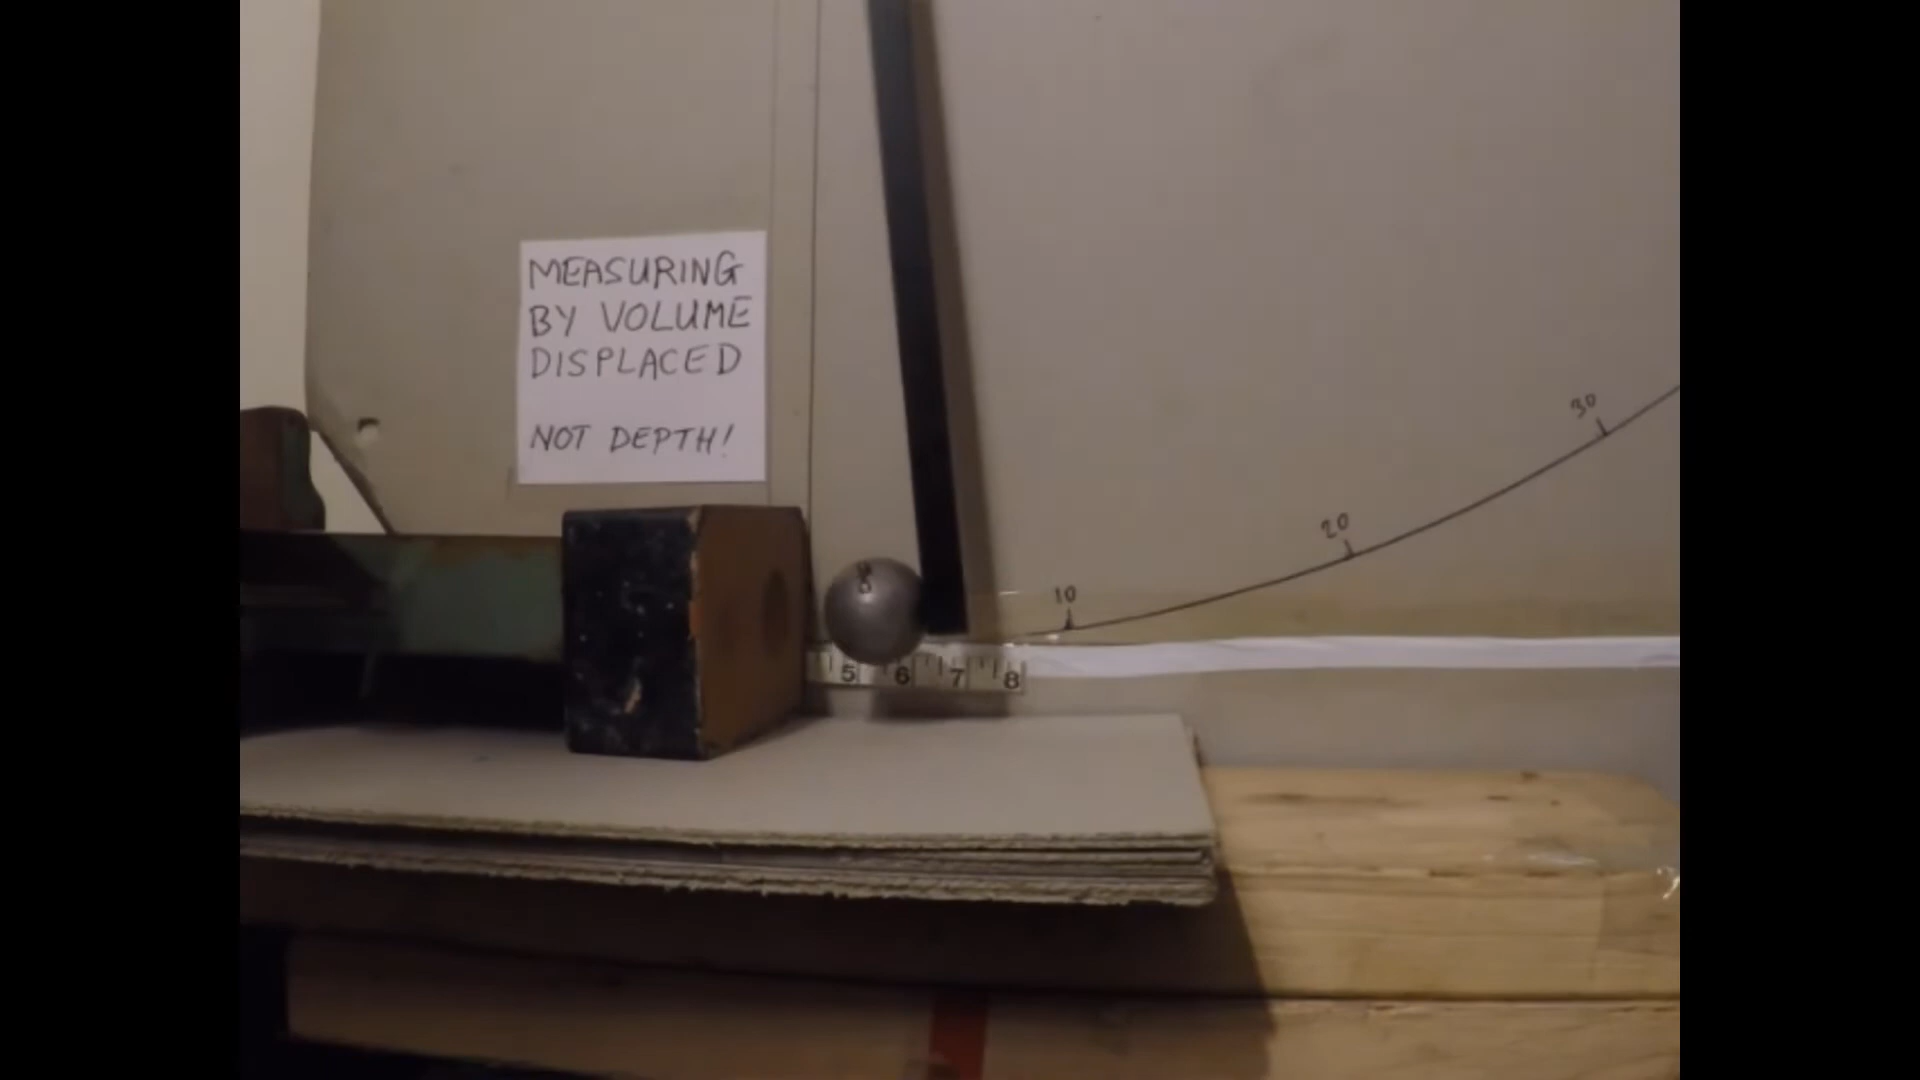 MEASURING
BY VOLUME
DISPLACED
NOT DEPTH!
30
20
10
5 6 7 8